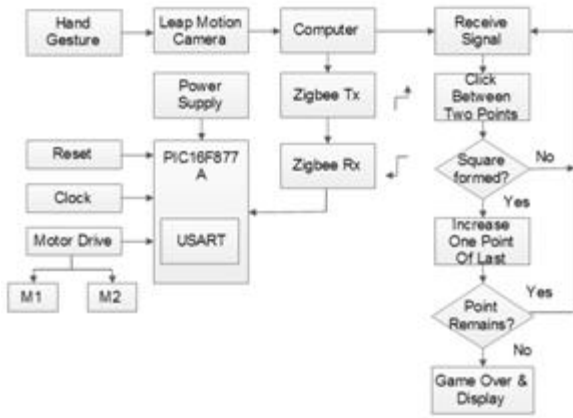 Hand
Gesture
Leap Motion
Camera
Computer
Receive
Signal
Power
Supply
Zigbee Tx
Click
Between
Two Points
Reset
PIC16F877
A
Zigbee Rx
Square
formed?
No
Clock
Yes
Motor Drive
USART
Increase
One Point
Of Last
M1
M2
Point
Remains?
Yes
No
Game Over &
Display